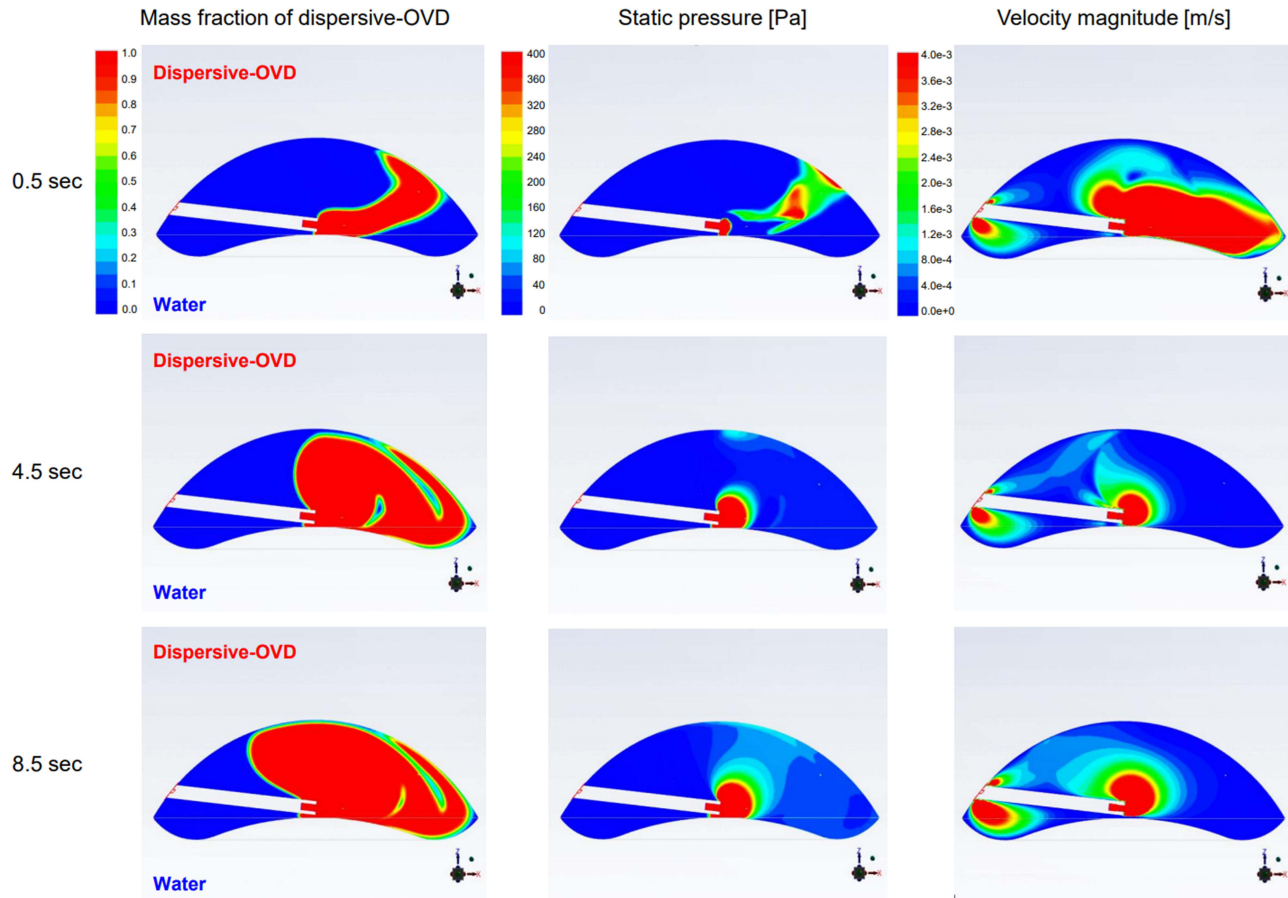 Mass fraction of dispersive-OVD
Static pressure [Pa]
Velocity magnitude [m/s]
0.5 sec
1.0
0.9
0.8
0.7
0.6
0.5
0.4
0.3
0.2
0.1
0.0
Dispersive-OVD
Water
Z
X
400
360
320
280
240
200
160
120
80
40
0
Z
X
4.0e-3
3.6e-3
3.2e-3
2.8e-3
2.4e-3
2.0e-3
1.6e-3
1.2e-3
8.0e-4
4.0e-4
0.0e+0
Z
X
4.5 sec
Dispersive-OVD
Water
Z
X
Z
X
Z
X
8.5 sec
Dispersive-OVD
Water
Z
X
Z
X
Z
X